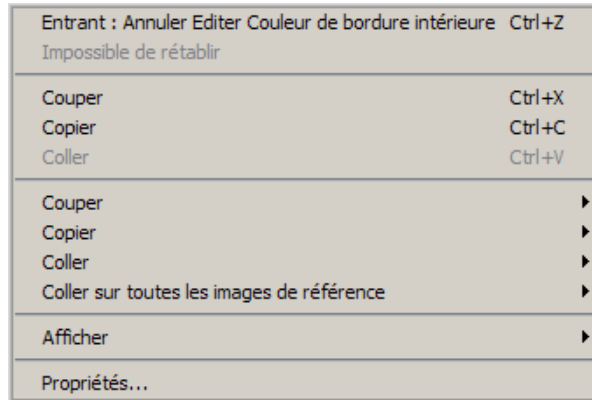 Entrant : Annuler Editer Couleur de bordure intérieure Ctrl+Z
Impossible de rétablir
Couper Ctrl+X
Copier Ctrl+C
Coller Ctrl+V
Couper
Copier
Coller
Coller sur toutes les images de référence
Afficher
Propriétés...